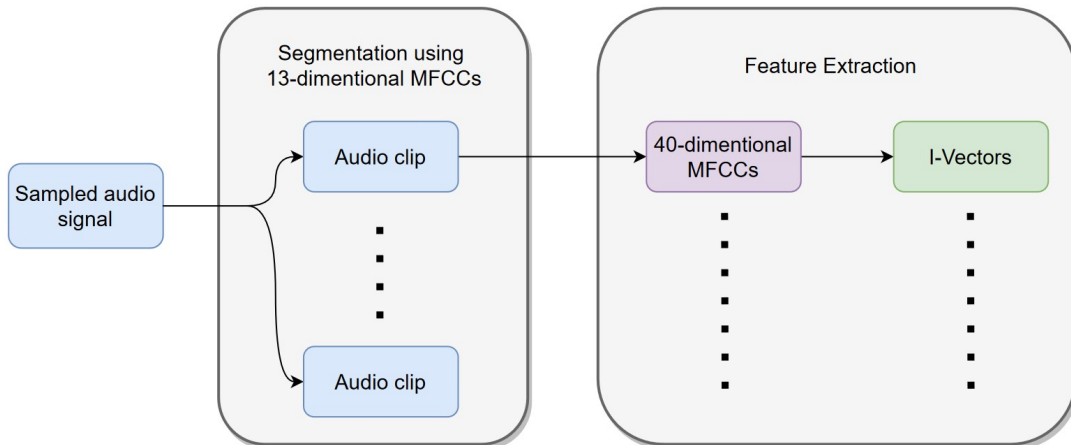 Segmentation using
13-dimentional MFCCs
Feature Extraction
Sampled audio
signal
Audio clip
40-dimentional
MFCCs
I-Vectors
Audio clip